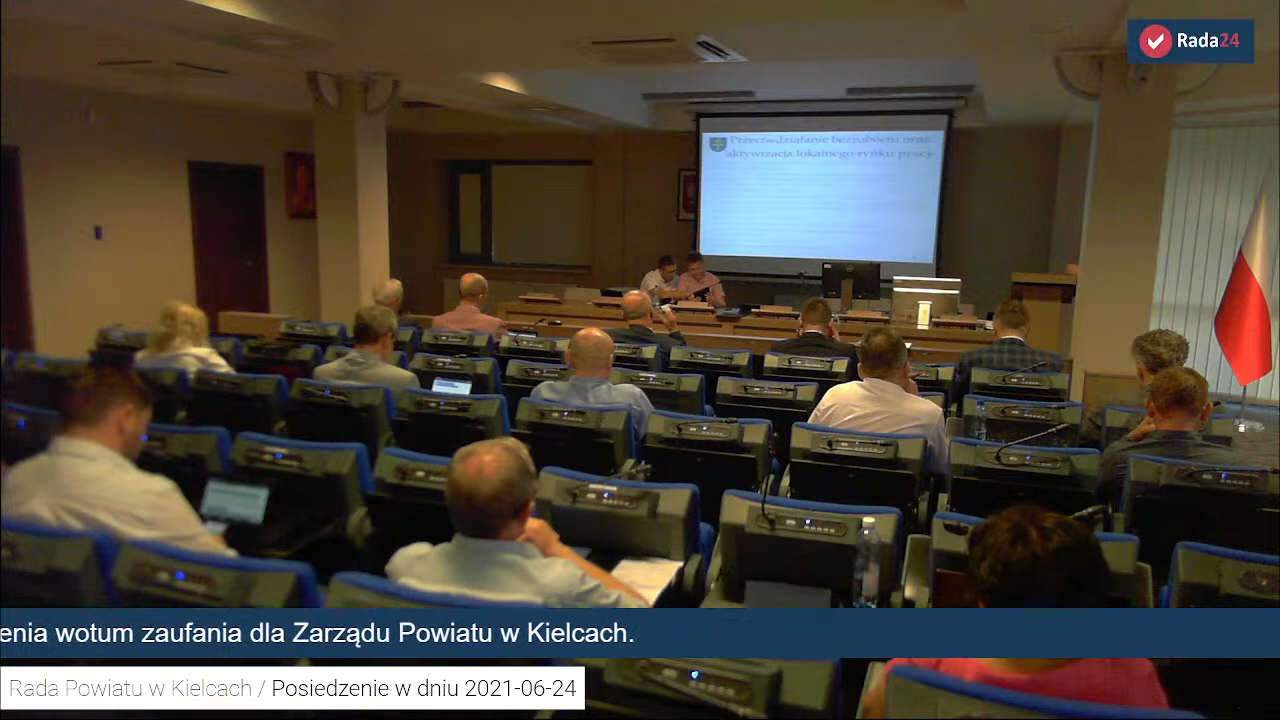 Rada24
Przeciwdziałanie bezrobociu oraz
aktywizacja lokalnego rynku pracy
enia wotum zaufania dla Zarządu Powiatu w Kielcach.
Rada Powiatu w Kielcach / Posiedzenie w dniu 2021-06-24